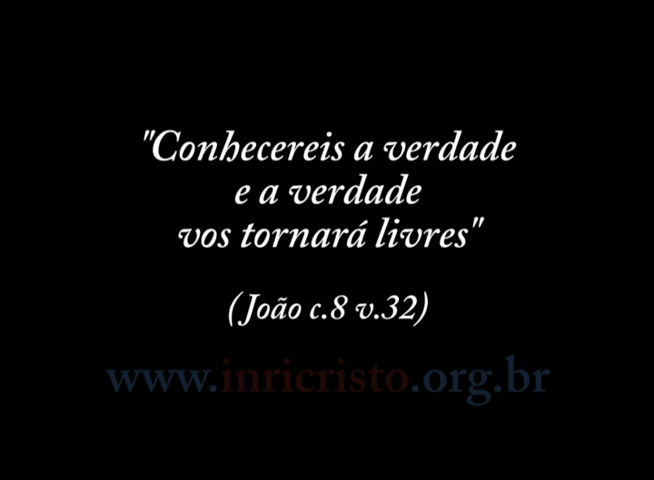 "Conhecereis a verdade
e a verdade
vos tornará livres"
(João c.8 v.32)
www.inricristo.org.br